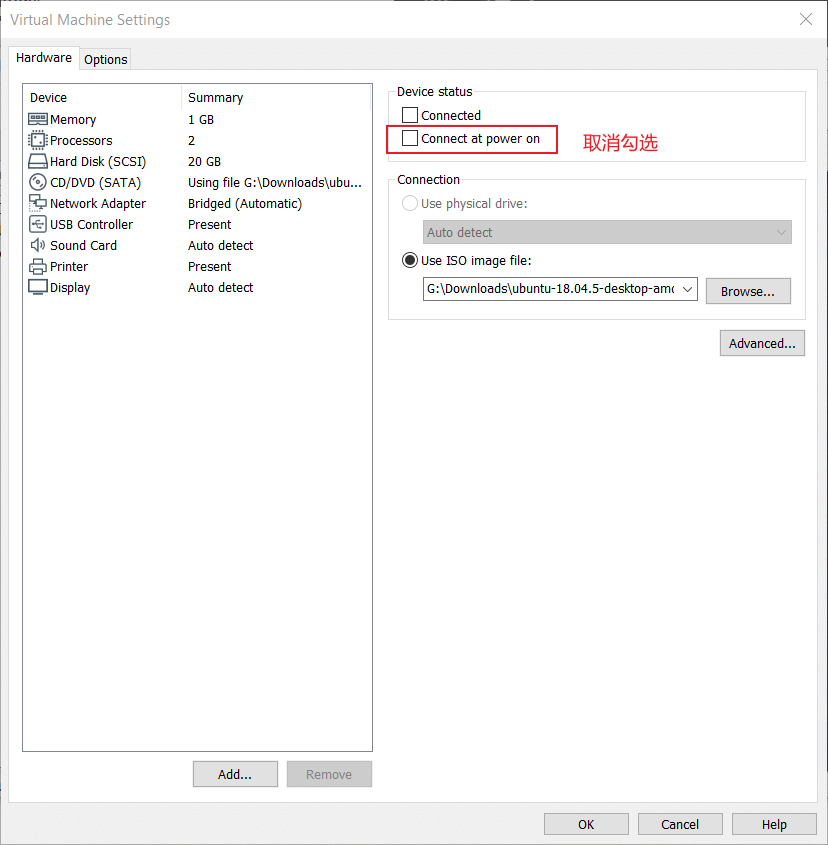 Virtual Machine Settings
Hardware
Options
Device Summary
Memory 1 GB
Processors 2
Hard Disk (SCSI) 20 GB
CD/DVD (SATA) Using file G:\Downloads\ubu...
Network Adapter Bridged (Automatic)
USB Controller Present
Sound Card Auto detect
Printer Present
Display Auto detect
Add...
Remove
Device status
Connected
Connect at power on
取消勾选
Connection
Use physical drive:
Auto detect
Use ISO image file:
G:\Downloads\ubuntu-18.04.5-desktop-amd
Browse...
Advanced...
OK
Cancel
Help